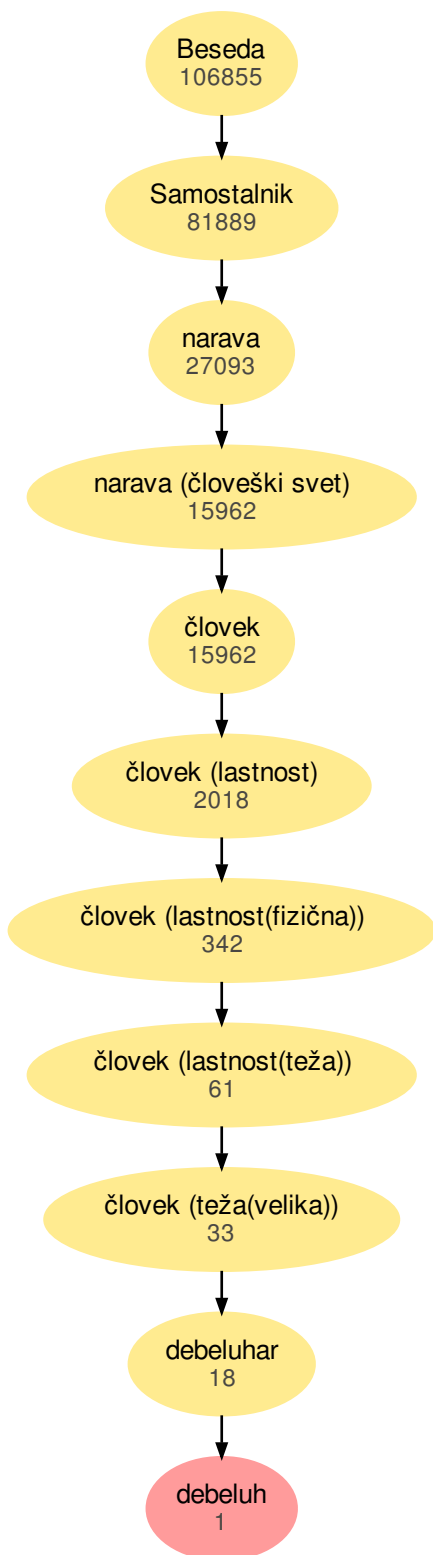 Beseda
106855
Samostalnik
81889
narava
27093
narava (človeški svet)
15962
človek
15962
človek (lastnost)
2018
človek (lastnost(fizična))
342
človek (lastnost(teža))
61
človek (teža(velika))
33
debeluhar
18
debeluh
1